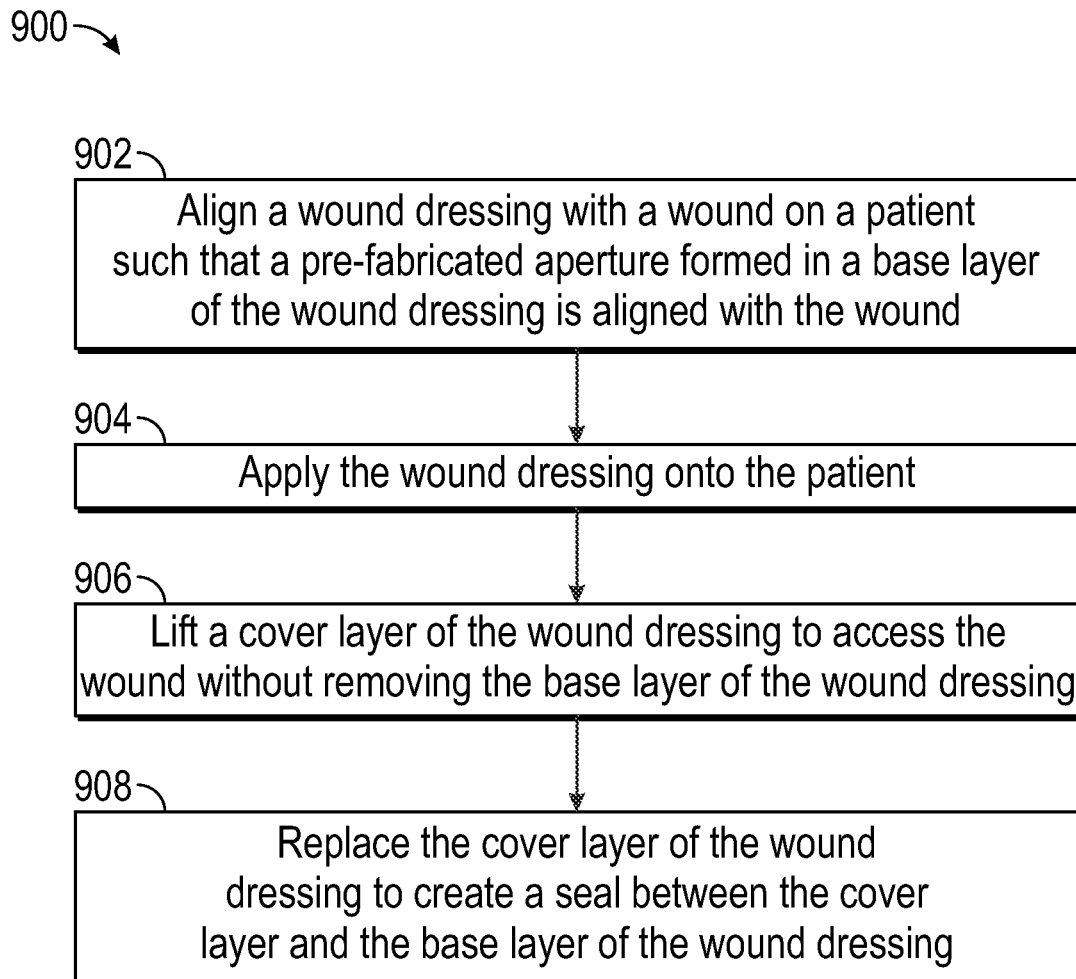 900
902
Align a wound dressing with a wound on a patient
such that a pre-fabricated aperture formed in a base layer
of the wound dressing is aligned with the wound
904
Apply the wound dressing onto the patient
906
Lift a cover layer of the wound dressing to access the
wound without removing the base layer of the wound dressing
908
Replace the cover layer of the wound
dressing to create a seal between the cover
layer and the base layer of the wound dressing